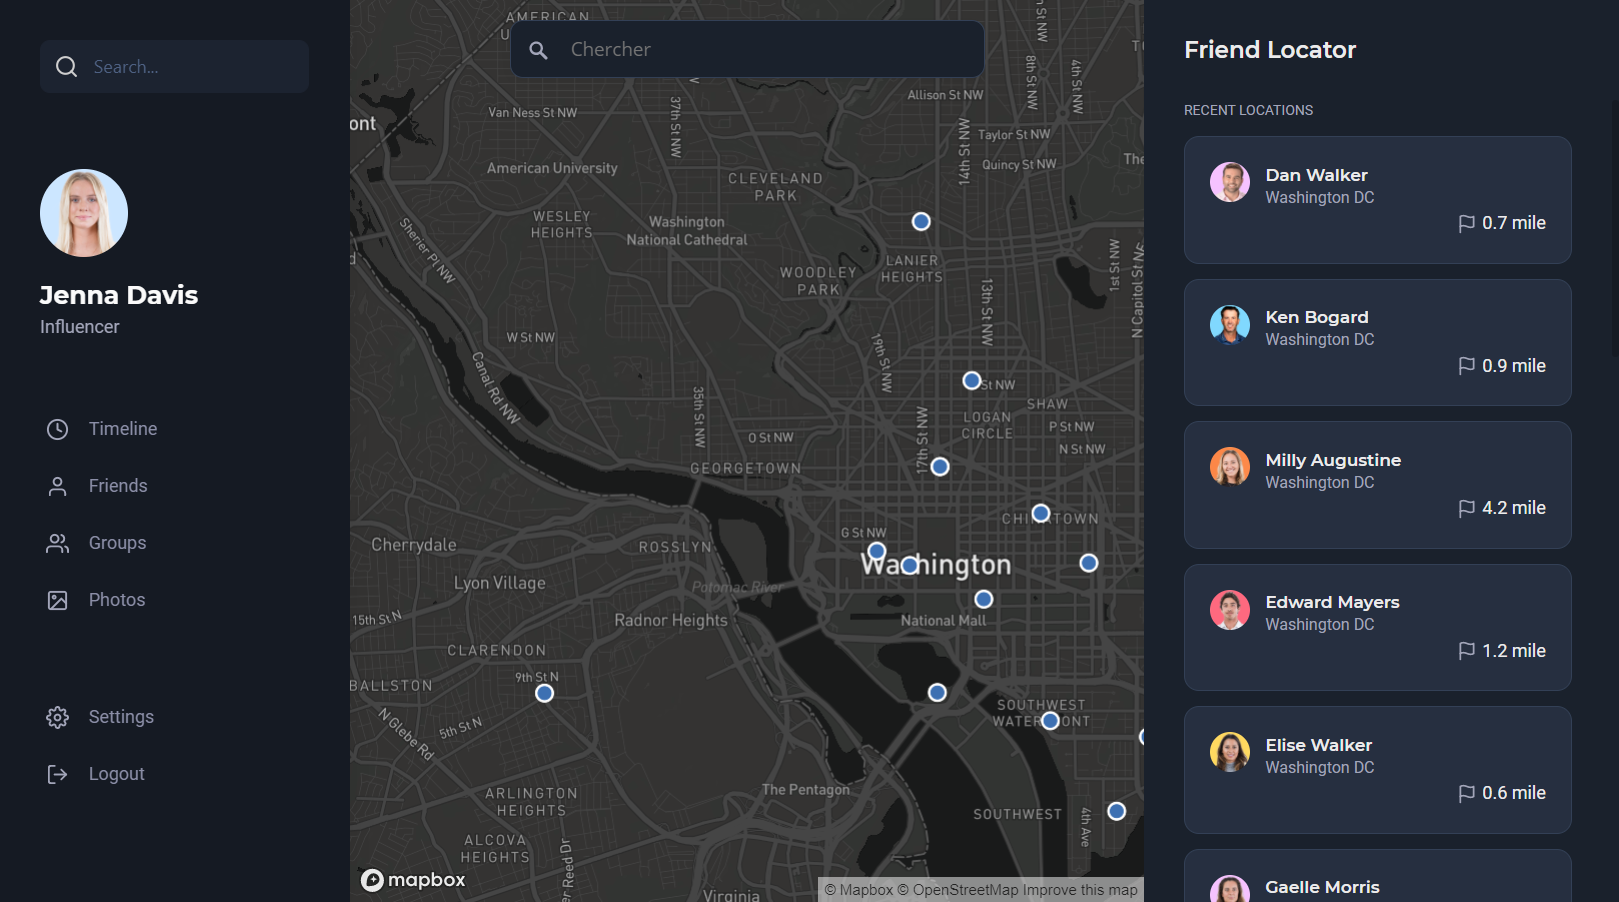 Search...
Jenna Davis
Influencer
Timeline
Friends
Groups
Photos
Settings
Logout
Chercher
AMERICAN
Allison St NW
8th St NW
4th St NW
Van Ness St NW
37th St NW
ont
Taylor St NW
14th St NW
Quincy St NW
The
American University
CLEVELAND
PARK
WESLEY
HEIGHTS
Washington
National Cathedral
Sherier Pl NW
WOODLEY
PARK
LANIER
HEIGHTS
1st St NW
N Capitol St NE
13th St NW
W St NW
19th St NW
Canal Rd NW
35th St NW
St NW
SHAW
LOGAN
CIRCLE
P St NW
N St NW
O St NW
17th St NW
GEORGETOWN
CHINATOWN
G St NW
Washington
Cherrydale
ROSSLYN
Lyon Village
Potomac River
15th St N
Radnor Heights
National Mall
CLARENDON
BALLSTON
9th St N
N Glebe Rd
5th St N
SOUTHWEST
WATERFRONT
The Pentagon
ARLINGTON
HEIGHTS
SOUTHWEST
4th Ave
ALCOVA
HEIGHTS
er Reed Dr
Virginia
mapbox
© Mapbox © OpenStreetMap Improve this map
Friend Locator
RECENT LOCATIONS
Dan Walker
Washington DC
0.7 mile
Ken Bogard
Washington DC
0.9 mile
Milly Augustine
Washington DC
4.2 mile
Edward Mayers
Washington DC
1.2 mile
Elise Walker
Washington DC
0.6 mile
Gaelle Morris